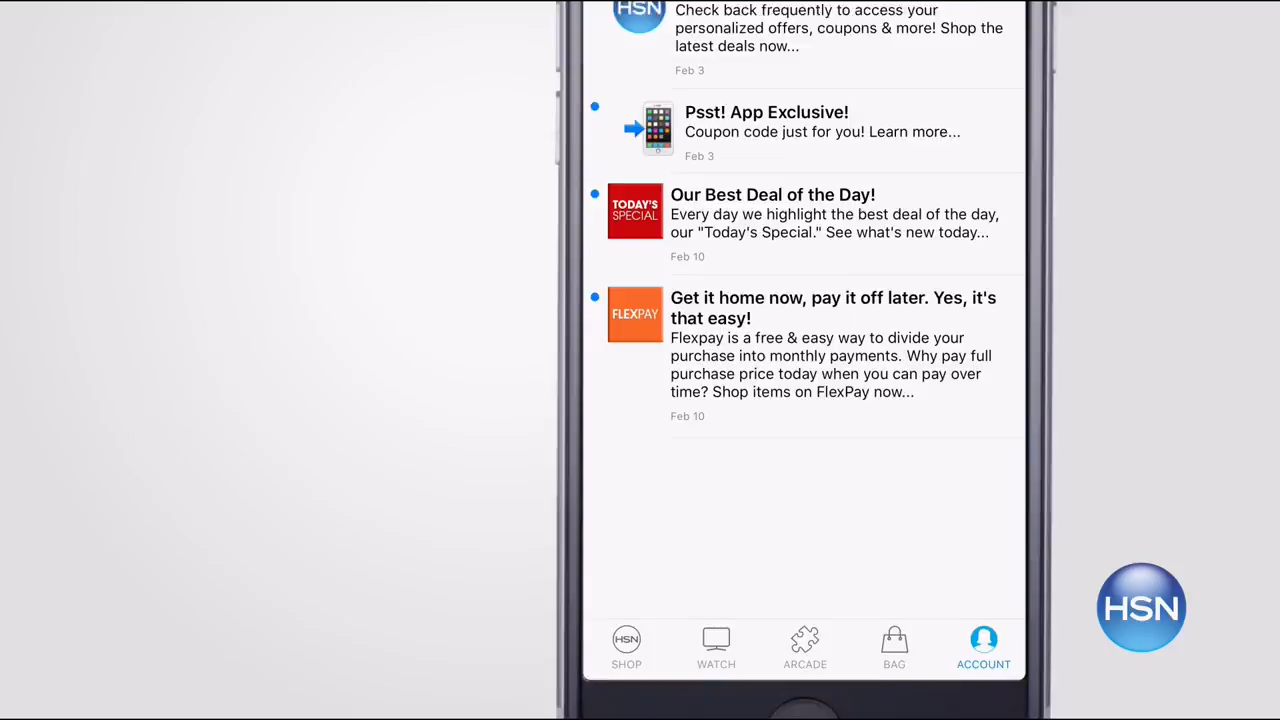 HSN
Check back frequently to access your
personalized offers, coupons & more! Shop the
latest deals now...
Feb 3
Psst! App Exclusive!
Coupon code just for you! Learn more...
Feb 3
TODAY'S
SPECIAL
Our Best Deal of the Day!
Every day we highlight the best deal of the day,
our "Today's Special." See what's new today...
Feb 10
FLEXPAY
Get it home now, pay it off later. Yes, it's
that easy!
Flexpay is a free & easy way to divide your
purchase into monthly payments. Why pay full
purchase price today when you can pay over
time? Shop items on FlexPay now...
Feb 10
HSN
SHOP
WATCH
ARCADE
BAG
ACCOUNT
HSN